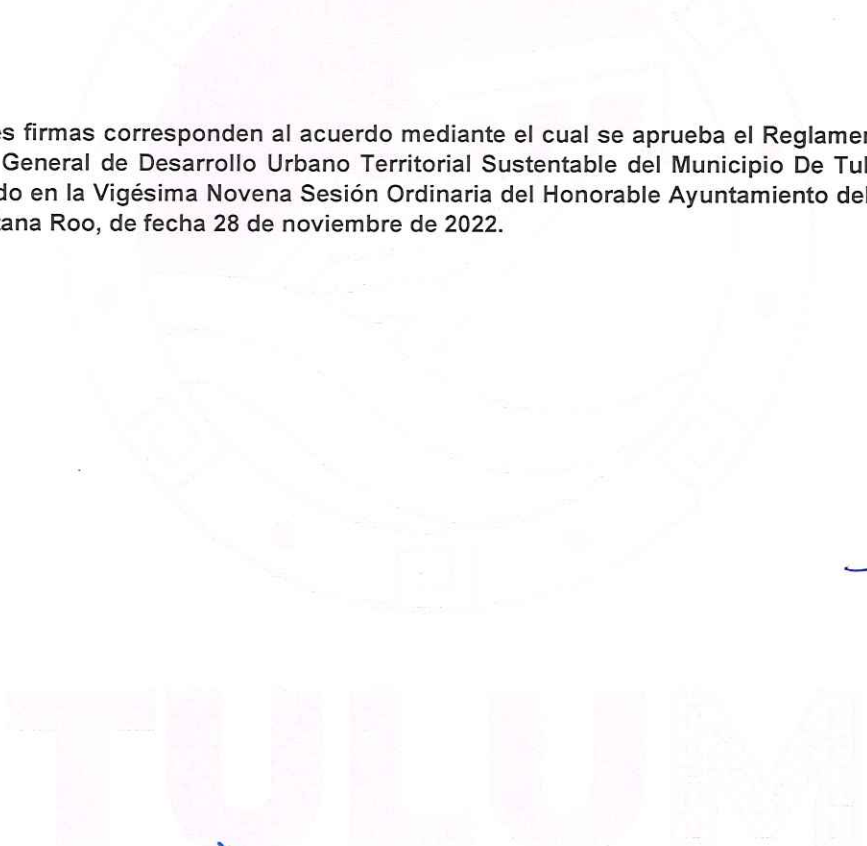 s firmas corresponden al acuerdo mediante el cual se aprueba el Reglamer
General de Desarrollo Urbano Territorial Sustentable del Municipio De Tul
do en la Vigésima Novena Sesión Ordinaria del Honorable Ayuntamiento del
ana Roo, de fecha 28 de noviembre de 2022.
TULUM